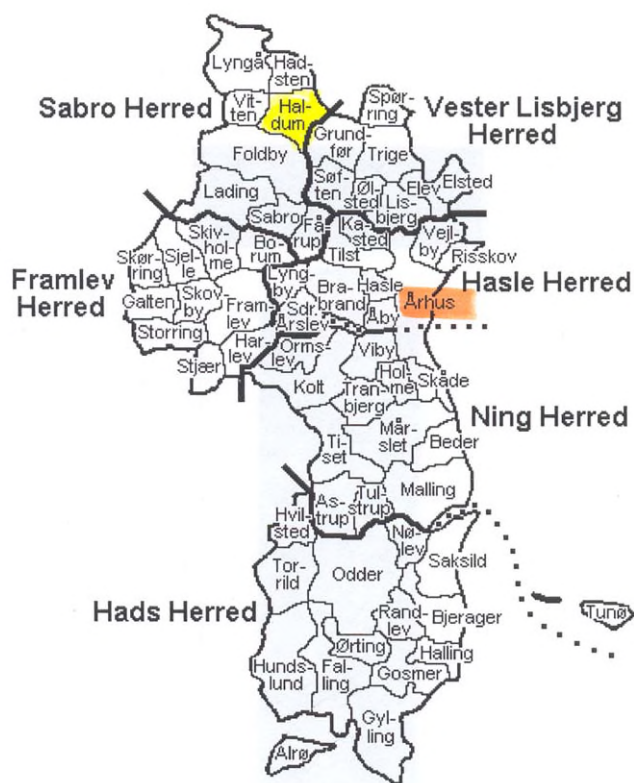 Lyngå
Had-
sten
Sabro Herred
Vit-
ten
Hal-
dum
Spør-
ring
Vester Lisbjerg
Herred
Grund-
før
Trige
Foldby
Søf-
ten
Øl-
sted
Lis-
bjerg
Elev
Elsted
Lading
Sabro
Få-
rup
Ka-
sted
Tilst
Vejl-
by
Risskov
Hasle Herred
Skiv-
hol-
me
Bo-
rum
Skør-
ring
Sjel-
le
Framlev
Herred
Galten
Skov-
by
Fram-
lev
Storring
Har-
lev
Stjær
Lyng-
by
Bra-
brand
Hasle
Århus
Åby
Sdr.
Årslev
Orms-
lev
Viby
Kolt
Hol-
me
Skåde
Tran-
bjerg
Ning Herred
Mår-
slet
Beder
Ti-
set
Malling
As-
trup
Tul-
strup
Hvil-
sted
Nø-
lev
Saksild
Tor-
rild
Odder
Hads Herred
Rand-
lev
Bjerager
Tunø
Ørting
Halling
Hunds-
lund
Fal-
ling
Gosmer
Gyl-
ling
Alrø